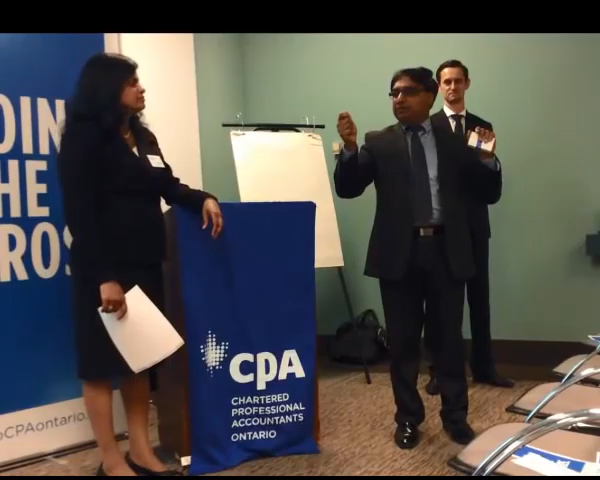 OIN
HE
ROS
CPAontario.
CPA
CHARTERED
PROFESSIONAL
ACCOUNTANTS
ONTARIO